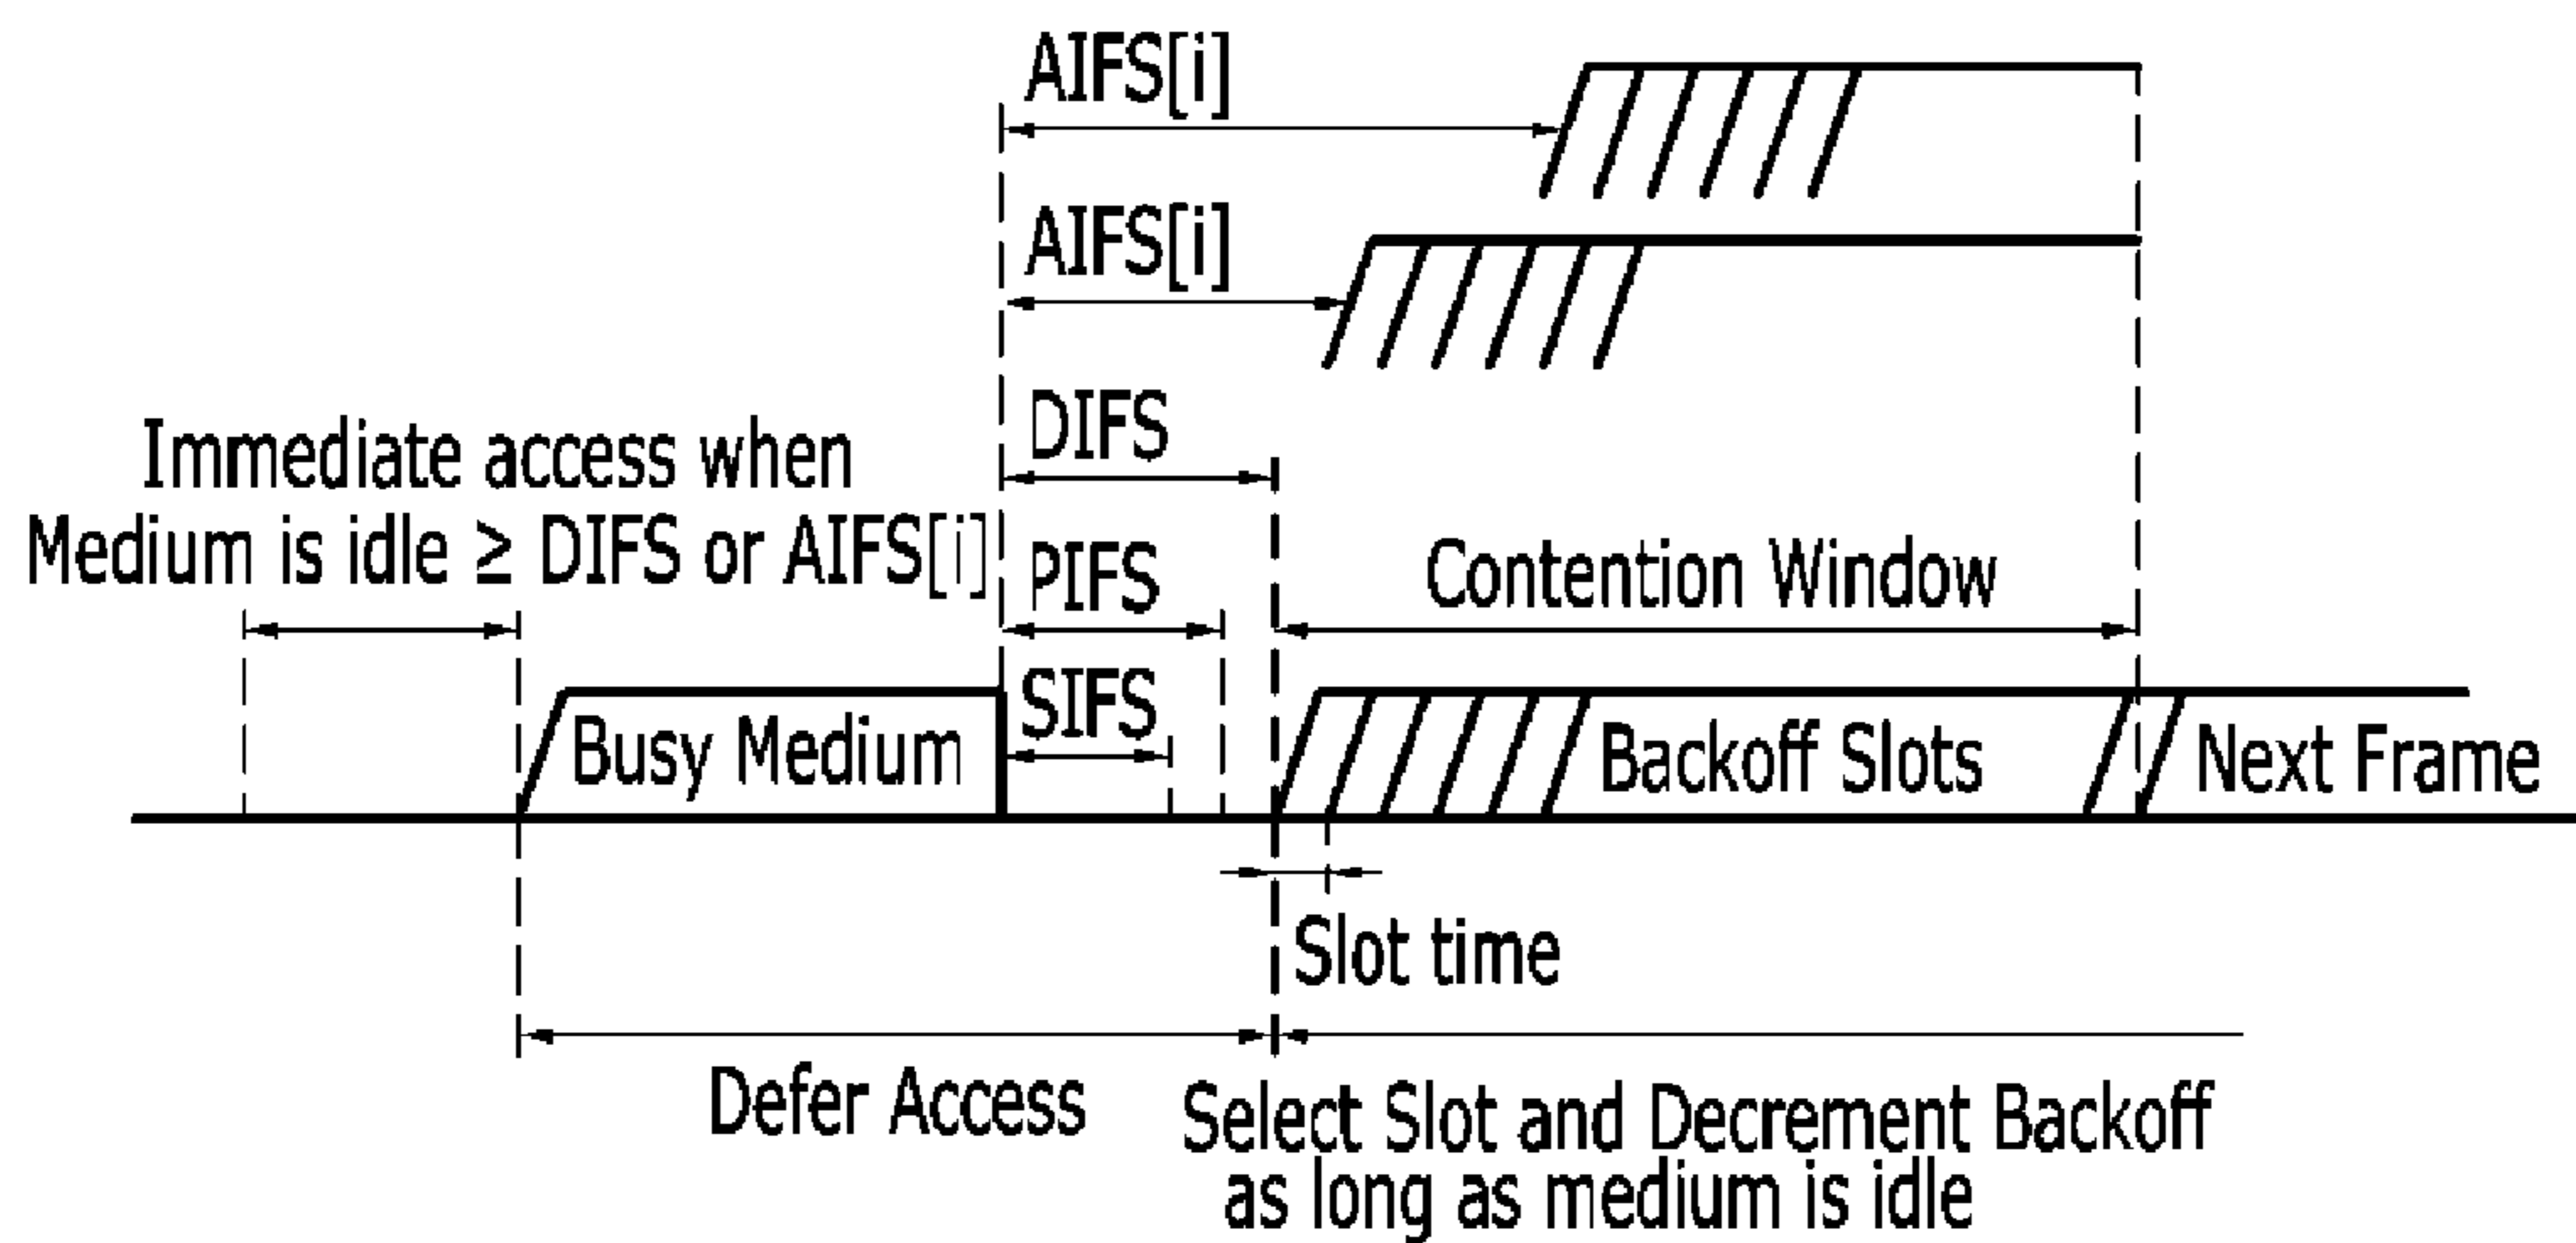 AIFS[i]
AIFS[i]
DIFS
Immediate access when
Medium is idle ≥ DIFS or AIFS[i]
PIFS
Contention Window
SIFS
Busy Medium
Backoff Slots
Next Frame
Slot time
Defer Access
Select Slot and Decrement Backoff
as long as medium is idle